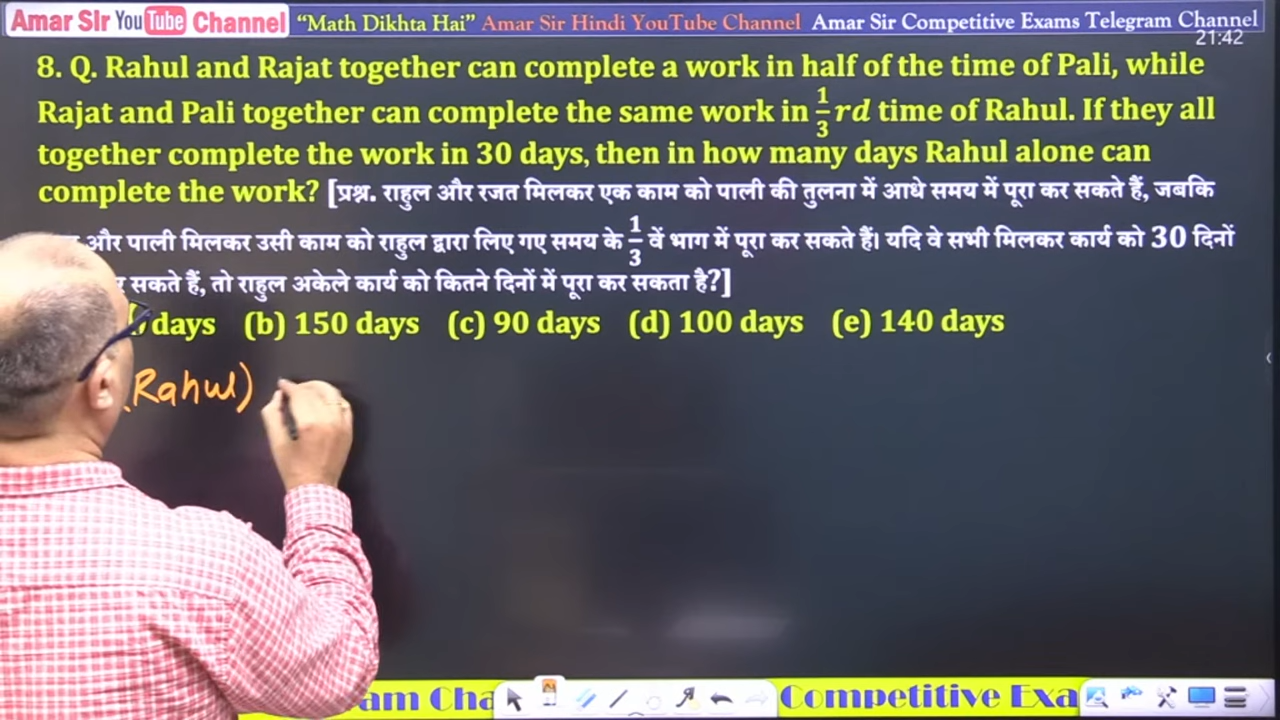 Amar SIr YouTube Channel "Math Dikhta Hai" Amar Sir Hindi YouTube Channel Amar Sir Competitive Exams Telegram Channel
21:42
8. Q. Rahul and Rajat together can complete a work in half of the time of Pali, while
Rajat and Pali together can complete the same work in 1/3 rd time of Rahul. If they all
together complete the work in 30 days, then in how many days Rahul alone can
complete the work? [प्रश्न. राहुल और रजत मिलकर एक काम को पाली की तुलना में आधे समय में पूरा कर सकते हैं, जबकि
और पाली मिलकर उसी काम को राहुल द्वारा लिए गए समय के 1/3 वें भाग में पूरा कर सकते हैं। यदि वे सभी मिलकर कार्य को 30 दिनों
सकते हैं, तो राहुल अकेले कार्य को कितने दिनों में पूरा कर सकता है?]
days (b) 150 days (c) 90 days (d) 100 days (e) 140 days
Rahul)
am Cha Competitive Exa